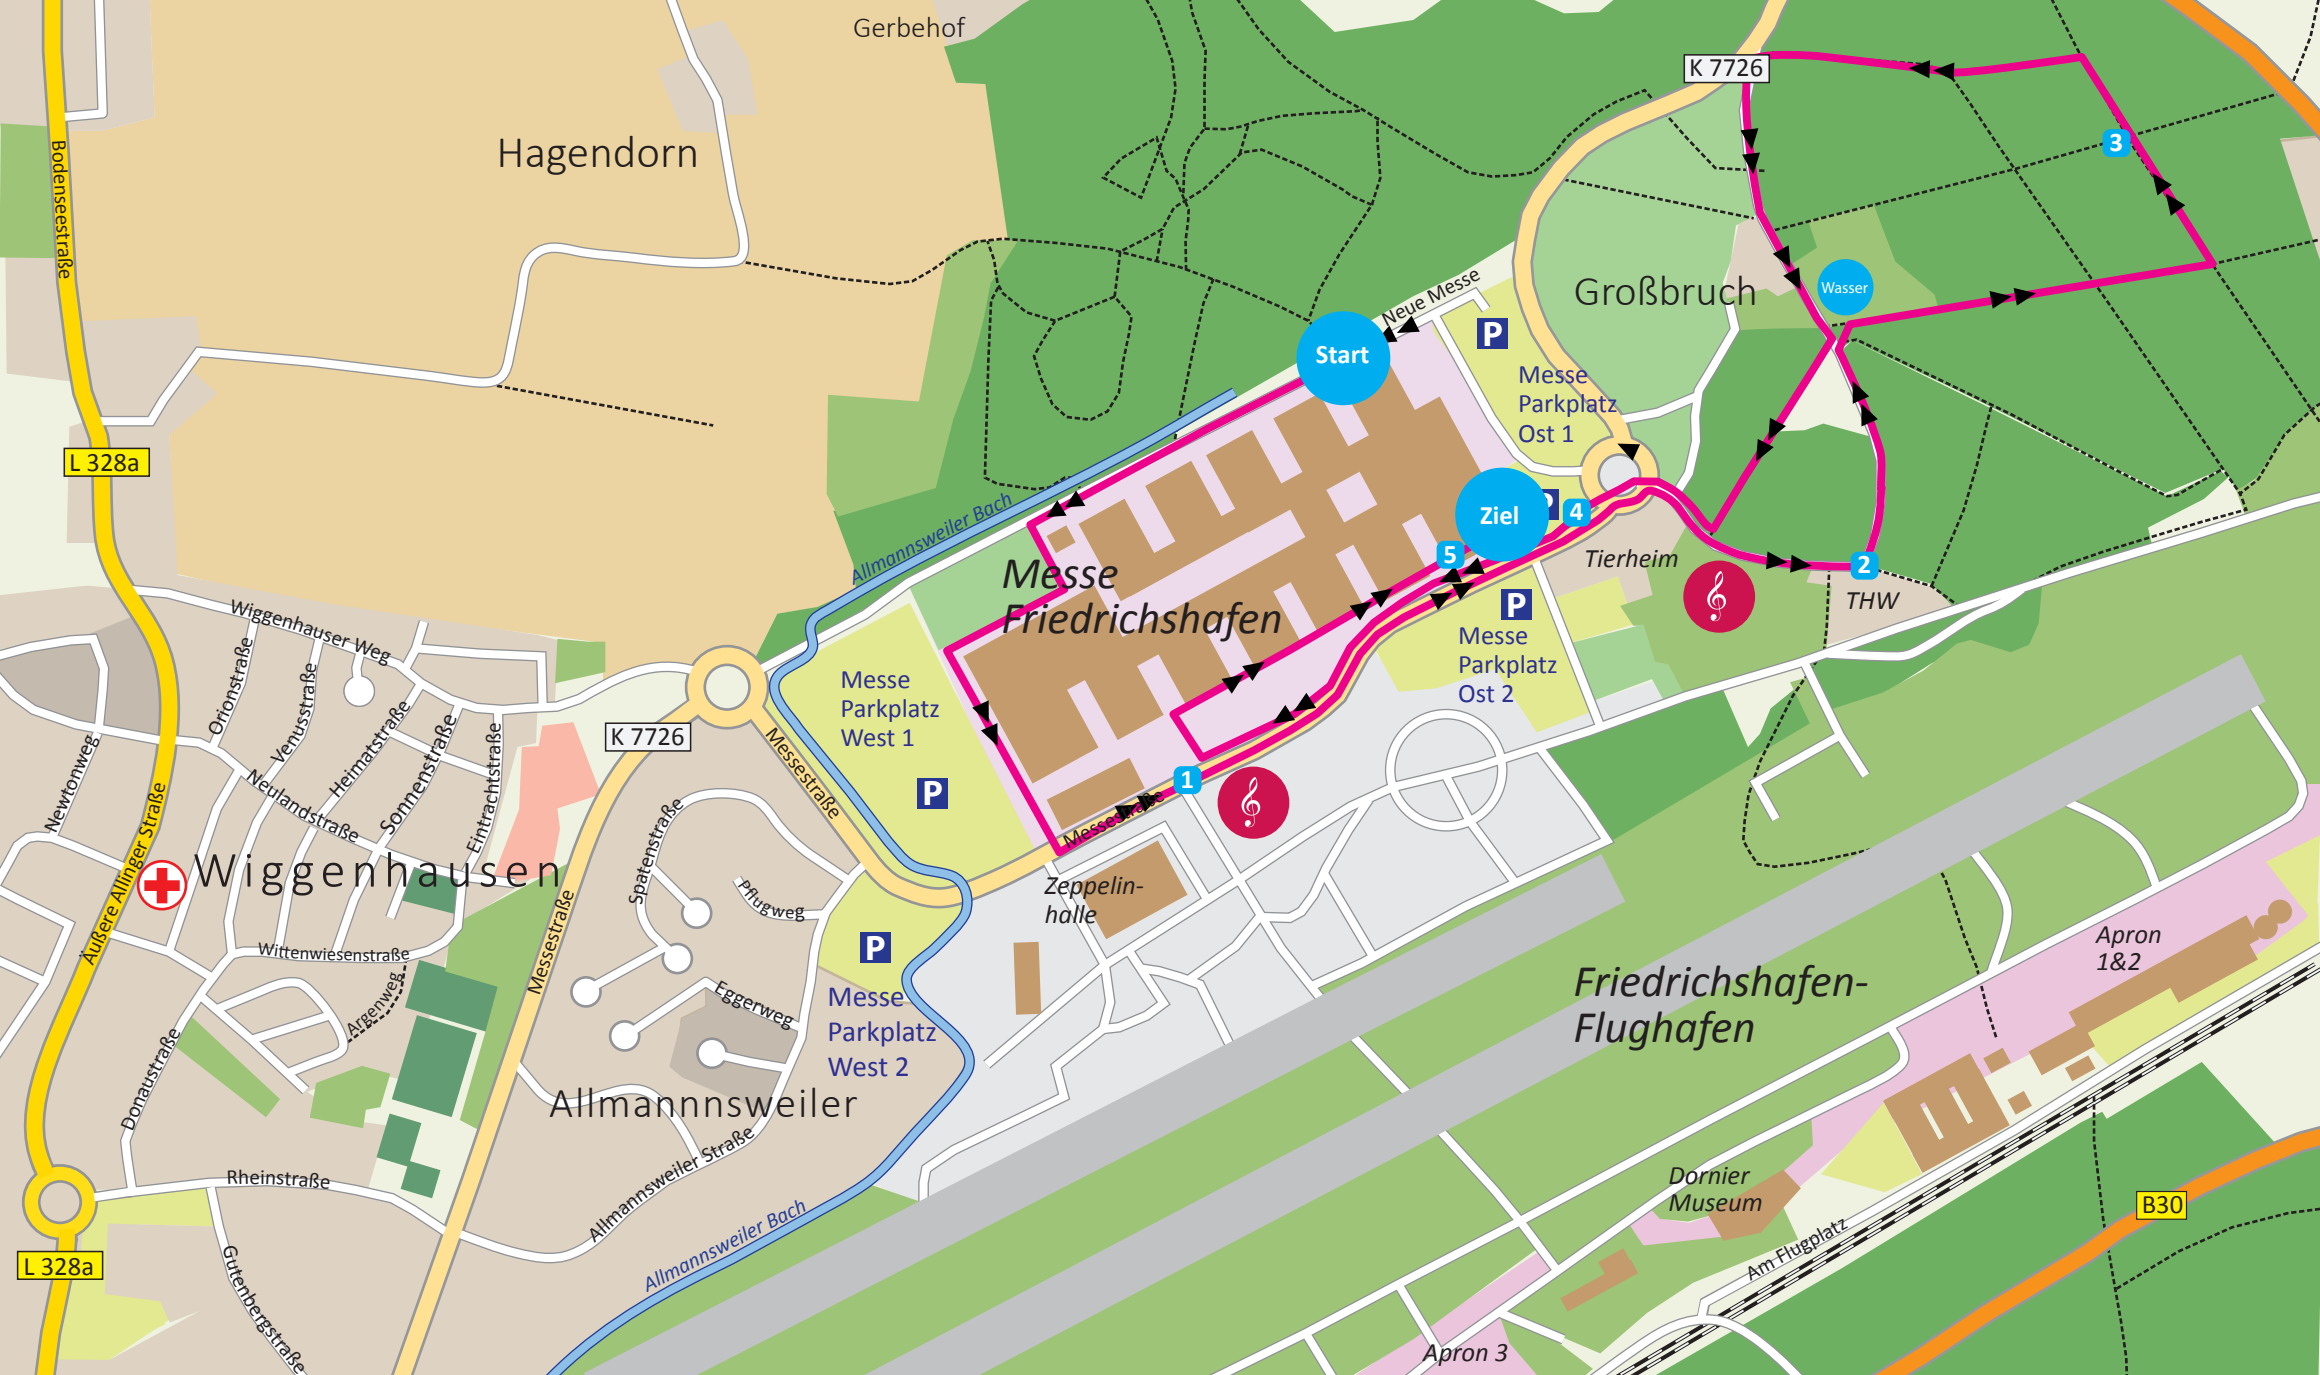 Gerbehof
Hagendorn
K 7726
3
Bodenseestraße
Neue Messe
Großbruch
Wasser
P
Start
Messe
Parkplatz
Ost 1
L 328a
Allmannsweiler Bach
P
Ziel
4
5
Tierheim
2
THW
Messe
Friedrichshafen
P
Messe
Parkplatz
Ost 2
Wiggenhauser Weg
Orionstraße
Venusstraße
Heimatstraße
Sonnenstraße
Eintrachtstraße
Newtonweg
Neulandstraße
K 7726
Messestraße
Messe
Parkplatz
West 1
P
1
Messestraße
Äußere Ailinger Straße
Wiggenhausen
Spatenstraße
Pflugweg
Zeppelin-
halle
Messestraße
Wittenwiesenstraße
Argenweg
Eggerweg
P
Messe
Parkplatz
West 2
Apron
1&2
Friedrichshafen-
Flughafen
Donaustraße
Allmannnsweiler
Allmannsweiler Straße
Rheinstraße
Gutenbergstraße
Allmannsweiler Bach
Dornier
Museum
B30
Am Flugplatz
L 328a
Apron 3